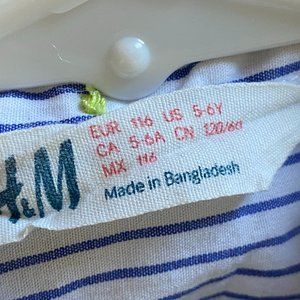 H&M
EUR 116 US 5-6Y
CA 5-6A CN 120/60
MX 116
Made in Bangladesh